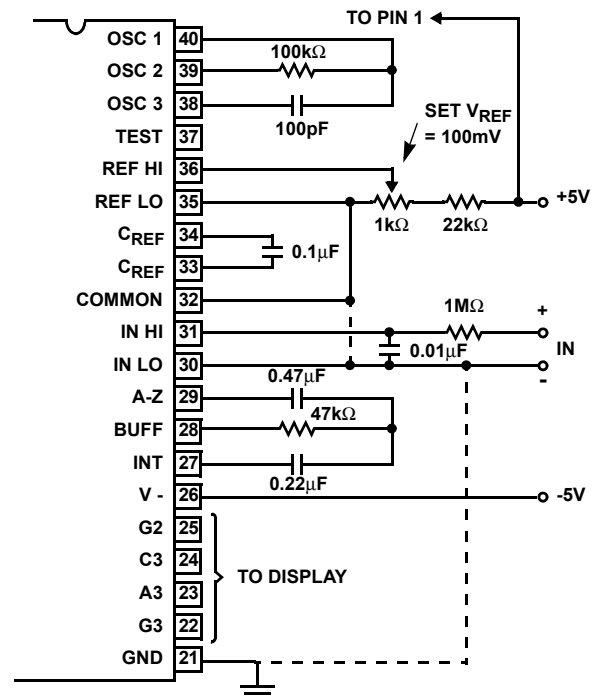 TO PIN 1
OSC 1 40
100kΩ
OSC 2 39
OSC 3 38
100pF
SET VREF
= 100mV
TEST 37
REF HI 36
REF LO 35
+5V
1kΩ 22kΩ
CREF 34
0.1µF
CREF 33
COMMON 32
1MΩ
+
IN HI 31
0.01µF
IN
IN LO 30
-
0.47µF
A-Z 29
47kΩ
BUFF 28
INT 27
0.22µF
V - 26
-5V
G2 25
C3 24
TO DISPLAY
A3 23
G3 22
GND 21